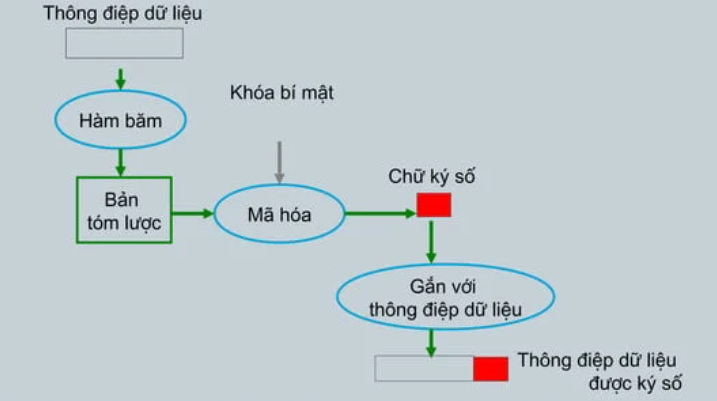 Thông điệp dữ liệu
Khóa bí mật
Hàm băm
Chữ ký số
Bản
tóm lược
Mã hóa
Gắn với
thông điệp dữ liệu
Thông điệp dữ liệu
được ký số